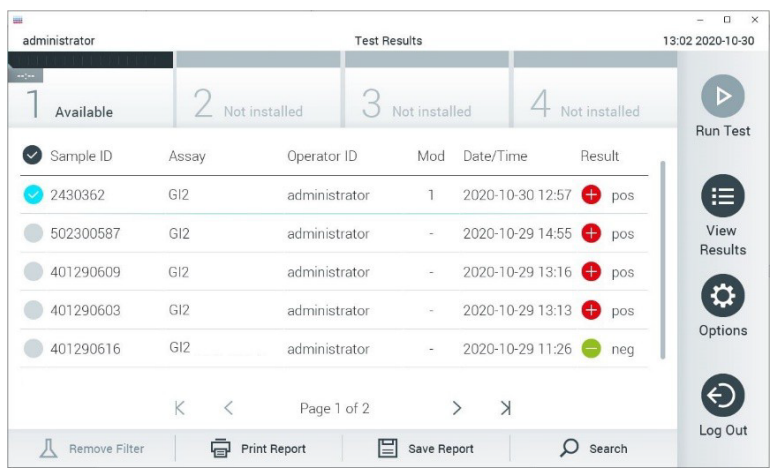 administrator Test Results 13:02 2020-10-30
--:--
1 Available 2 Not installed 3 Not installed 4 Not installed
Run Test
Sample ID Assay Operator ID Mod Date/Time Result
2430362 GI2 administrator 1 2020-10-30 12:57 pos
502300587 GI2 administrator - 2020-10-29 14:55 pos
View
Results
401290609 GI2 administrator - 2020-10-29 13:16 pos
401290603 GI2 administrator - 2020-10-29 13:13 pos
Options
401290616 GI2 administrator - 2020-10-29 11:26 neg
Page 1 of 2
Log Out
Remove Filter Print Report Save Report Search